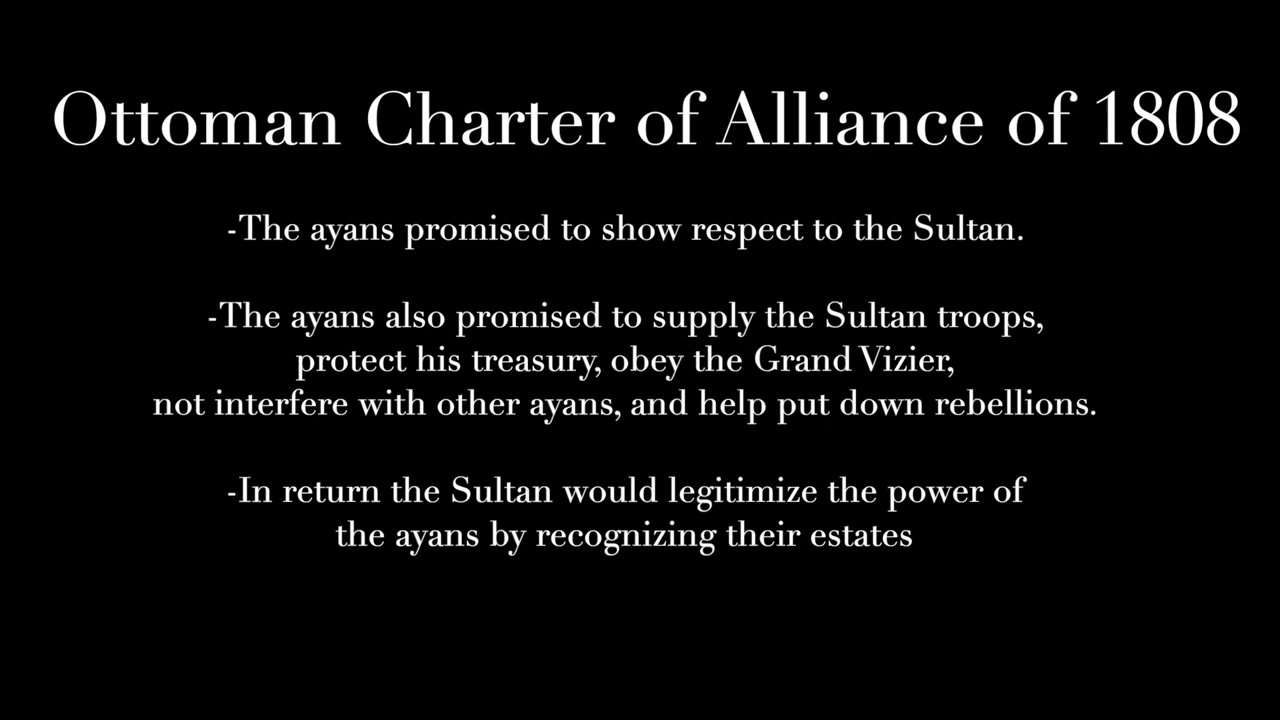 Ottoman Charter of Alliance of 1808
-The ayans promised to show respect to the Sultan.
-The ayans also promised to supply the Sultan troops,
protect his treasury, obey the Grand Vizier,
not interfere with other ayans, and help put down rebellions.
-In return the Sultan would legitimize the power of
the ayans by recognizing their estates